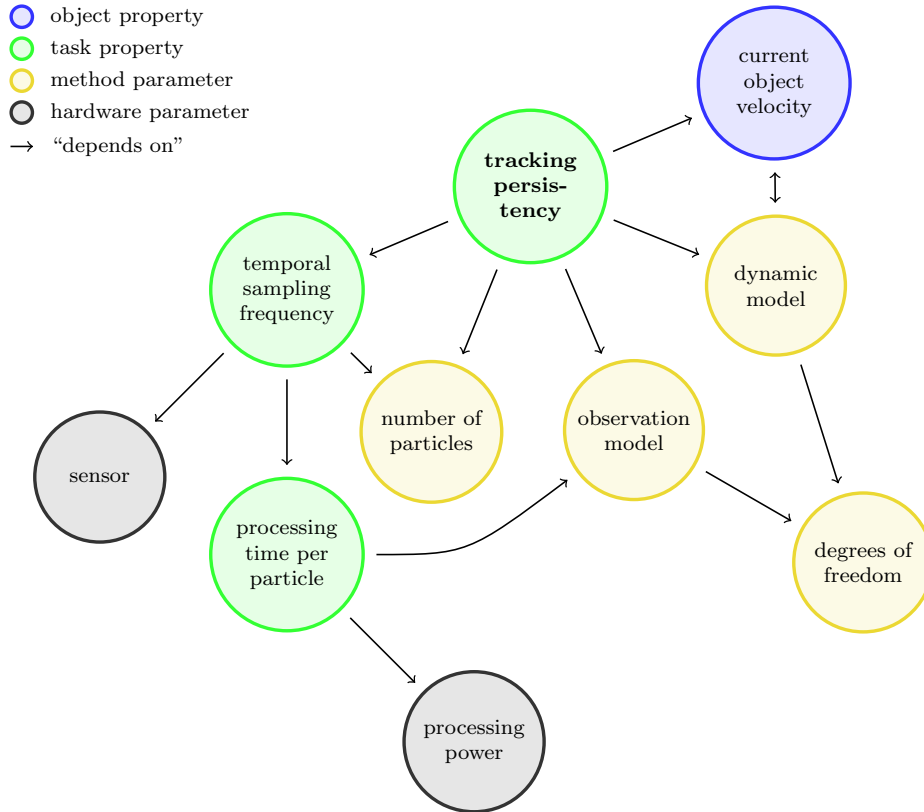 object property
task property
method parameter
hardware parameter
→ “depends on”
current
object
velocity
tracking
persis-
tency
temporal
sampling
frequency
dynamic
model
number of
particles
observation
model
sensor
processing
time per
particle
degrees of
freedom
processing
power